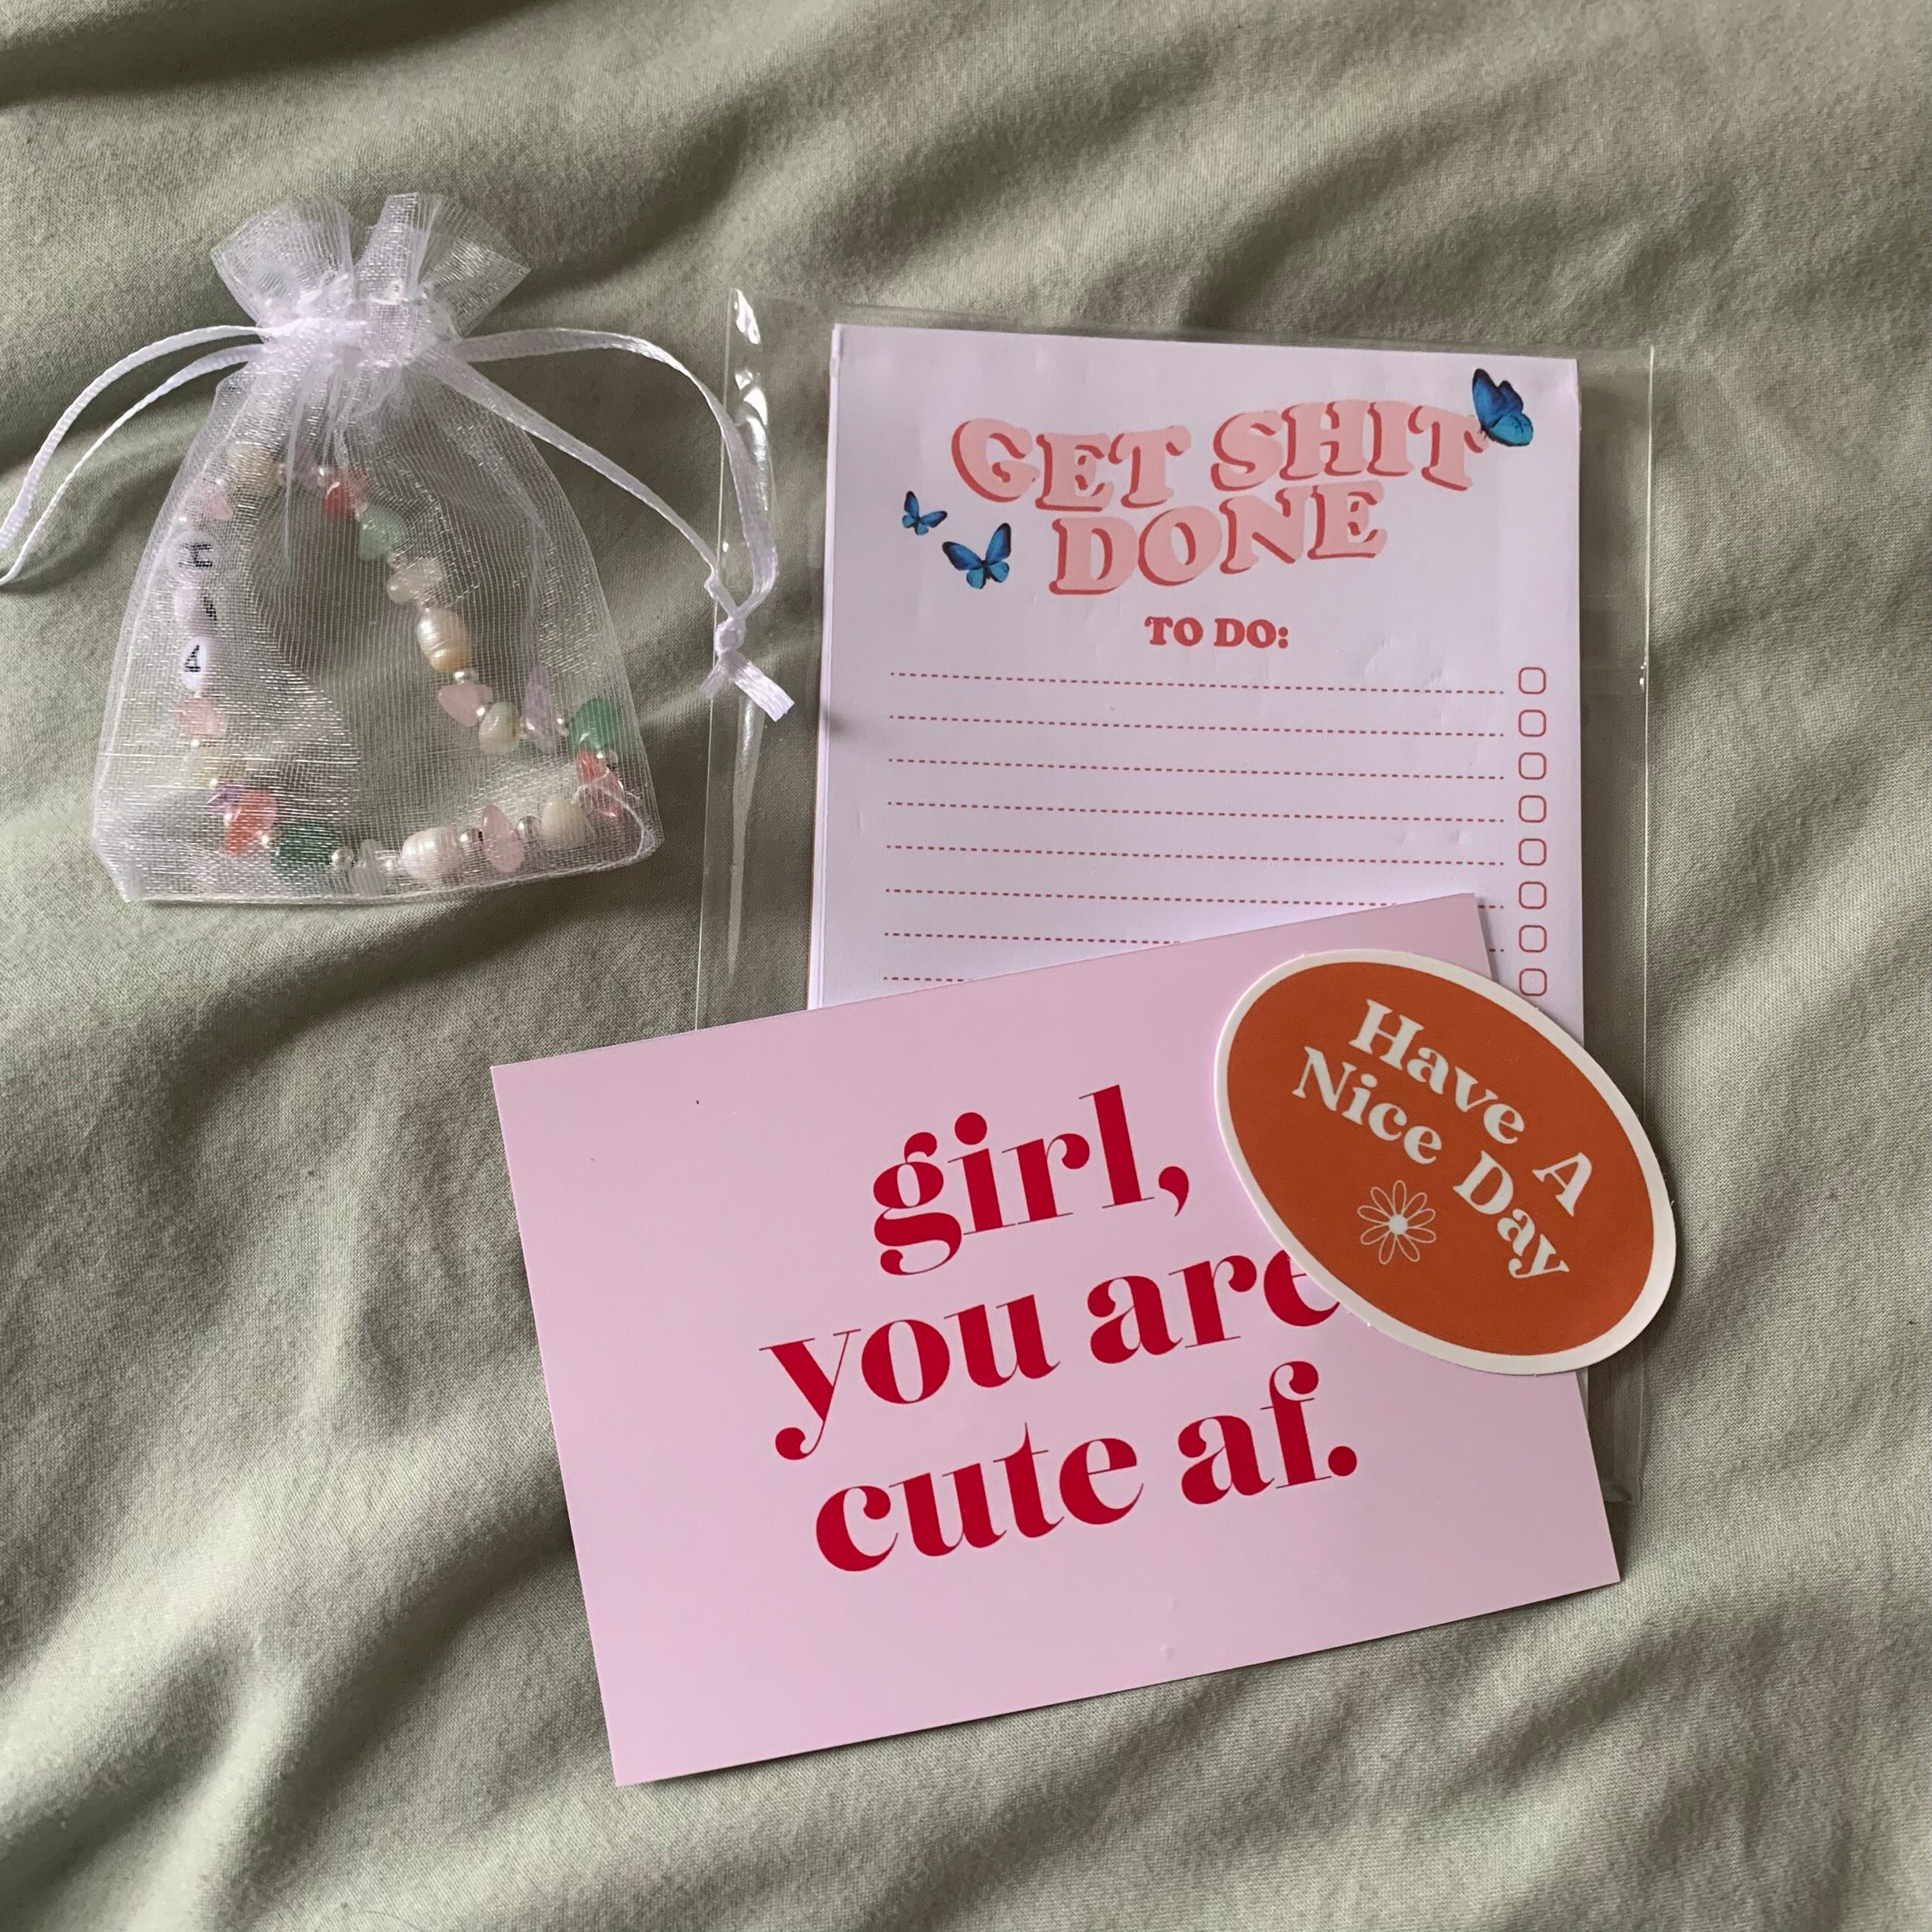 GET SHIT
DONE
TO DO:
Have A
Nice Day
girl,
you are
cute af.